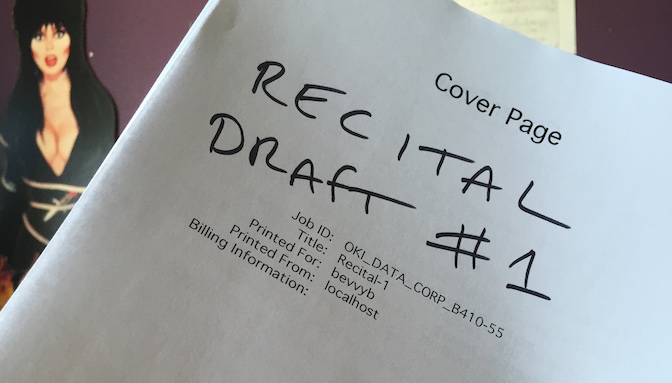 Cover Page
RECITAL
DRAFT #1
Job ID: OKI_DATA_CORP_B410-55
Title: Recital-1
Printed For: bevvyb
Printed From: localhost
Billing Information: